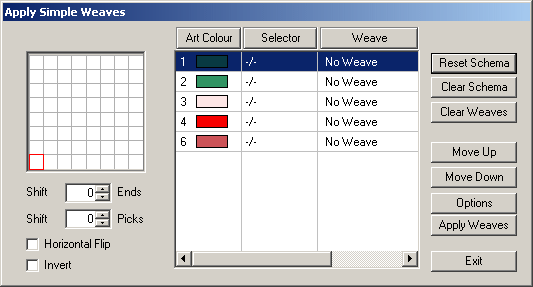 Apply Simple Weaves
Art Colour Selector Weave
1 -/- No Weave
2 -/- No Weave
3 -/- No Weave
4 -/- No Weave
6 -/- No Weave
Shift 0 Ends
Shift 0 Picks
Horizontal Flip
Invert
Reset Schema
Clear Schema
Clear Weaves
Move Up
Move Down
Options
Apply Weaves
Exit